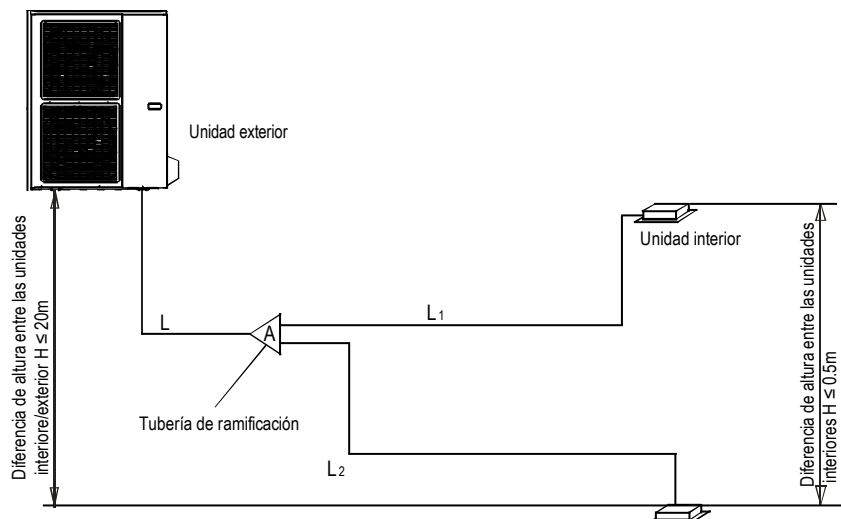 Unidad exterior
Diferencia de altura entre las unidades
interiore/exterior H ≤ 20m
Unidad interior
Diferencia de altura entre las unidades
interiores H ≤ 0.5m
L
A
L1
Tubería de ramificación
L2